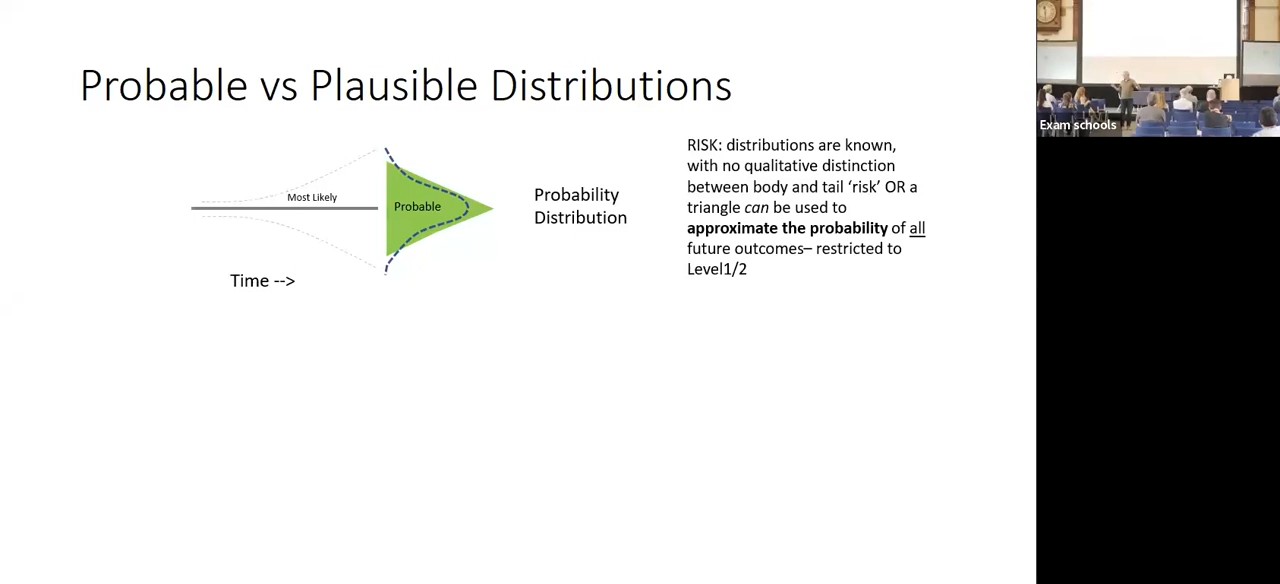 Probable vs Plausible Distributions
Most Likely
Probable
Time -->
Probability
Distribution
RISK: distributions are known,
with no qualitative distinction
between body and tail ‘risk’ OR a
triangle can be used to
approximate the probability of all
future outcomes– restricted to
Level1/2
Exam schools